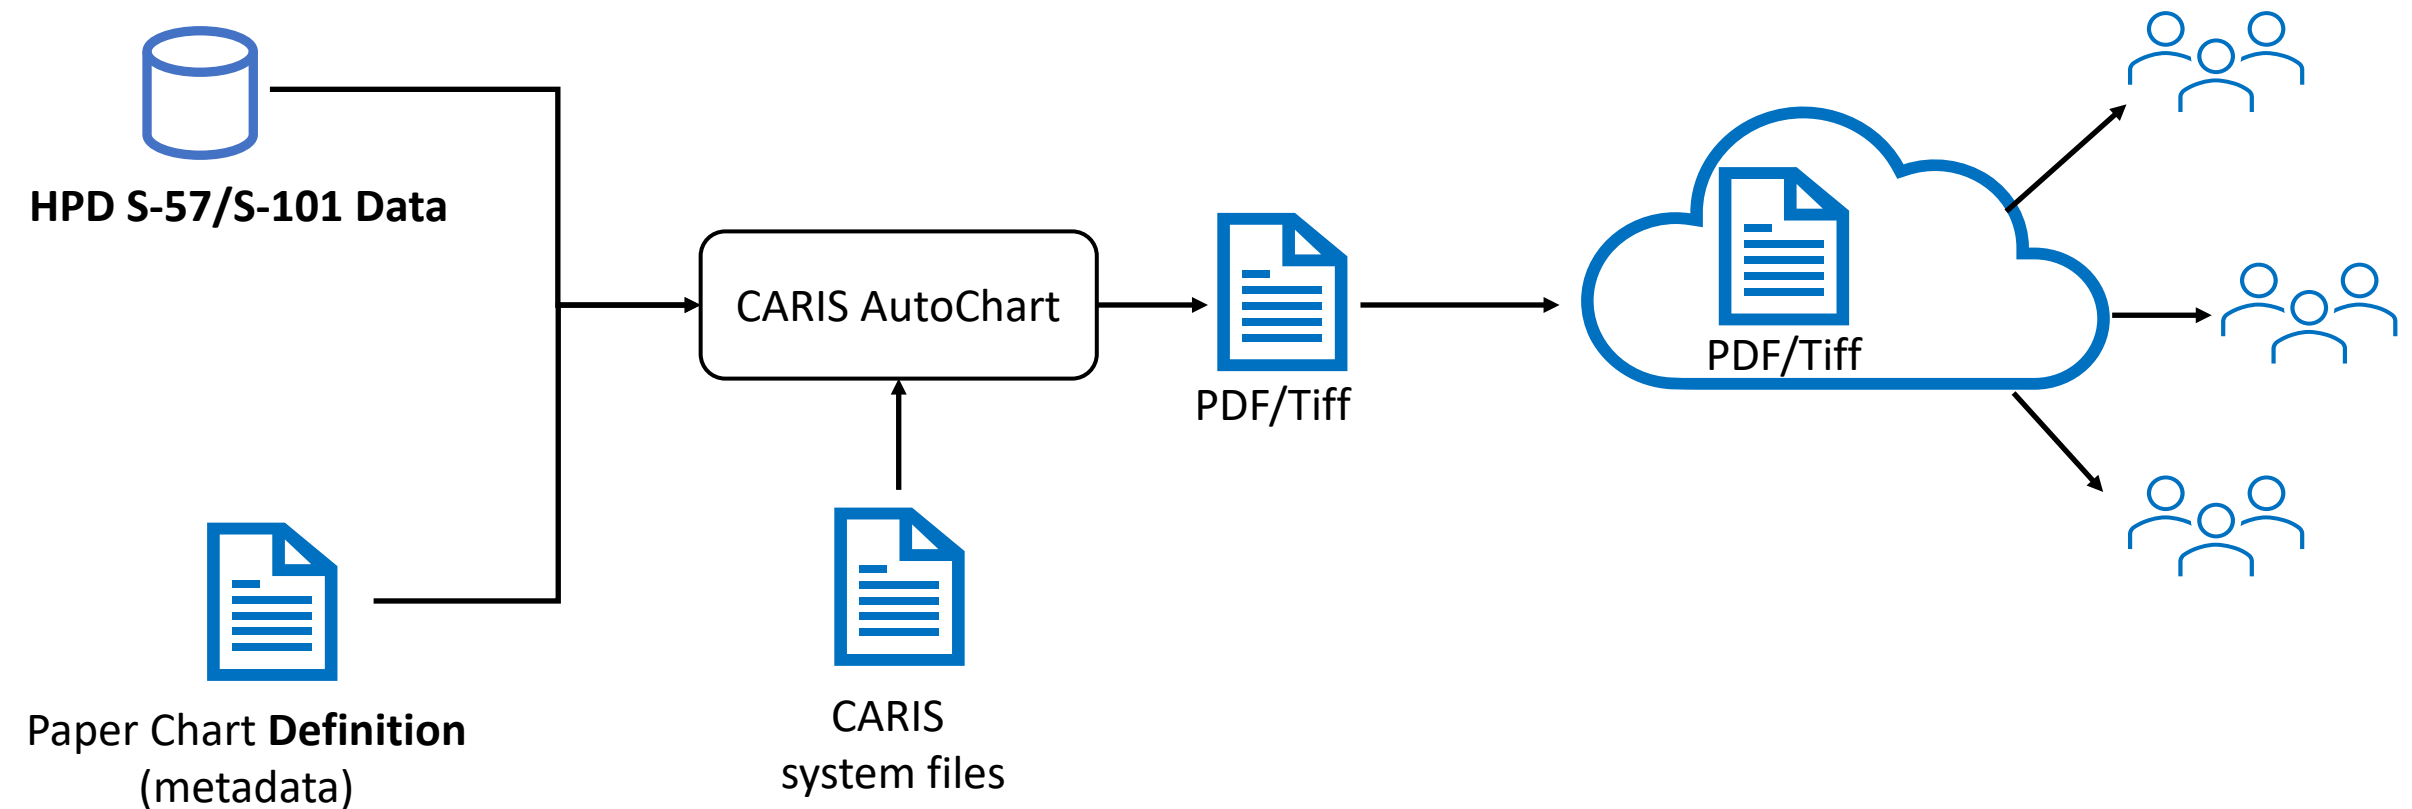 HPD S-57/S-101 Data
CARIS AutoChart
PDF/Tiff
PDF/Tiff
Paper Chart Definition
(metadata)
CARIS
system files